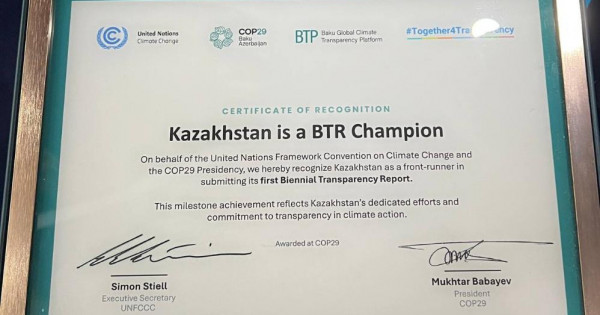 United Nations
Climate Change
COP29
Baku
Azerbaijan
BTP
Baku Global Climate
Transparency Platform
#Together4Transparency
CERTIFICATE OF RECOGNITION
Kazakhstan is a BTR Champion
On behalf of the United Nations Framework Convention on Climate Change and
the COP29 Presidency, we hereby recognize Kazakhstan as a front-runner in
submitting its first Biennial Transparency Report.
This milestone achievement reflects Kazakhstan's dedicated efforts and
commitment to transparency in climate action.
Awarded at COP29
Simon Stiell
Executive Secretary
UNFCCC
Mukhtar Babayev
President
COP29